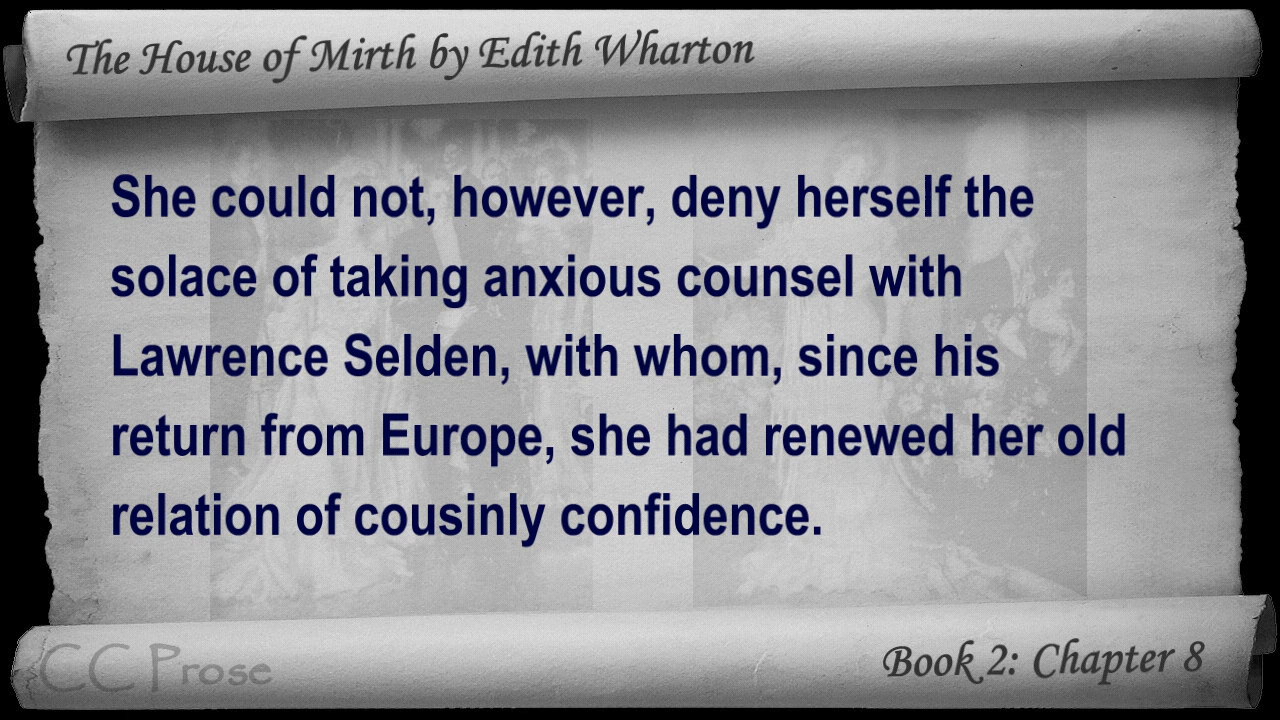 The House of Mirth by Edith Wharton
She could not, however, deny herself the
solace of taking anxious counsel with
Lawrence Selden, with whom, since his
return from Europe, she had renewed her old
relation of cousinly confidence.
CC Prose
Book 2: Chapter 8